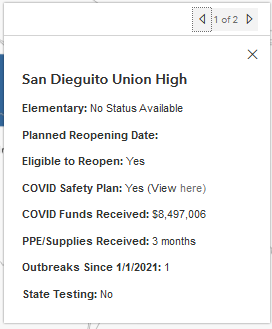 1 of 2
San Dieguito Union High
Elementary: No Status Available
Planned Reopening Date:
Eligible to Reopen: Yes
COVID Safety Plan: Yes (View here)
COVID Funds Received: $8,497,006
PPE/Supplies Received: 3 months
Outbreaks Since 1/1/2021: 1
State Testing: No